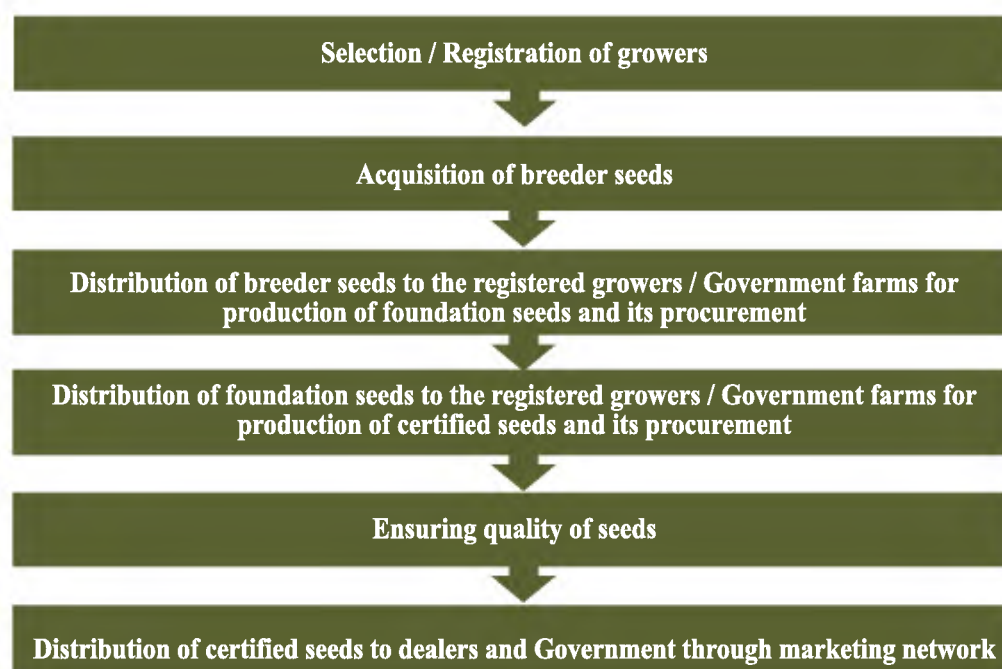 Selection / Registration of growers
Acquisition of breeder seeds
Distribution of breeder seeds to the registered growers / Government farms for
production of foundation seeds and its procurement
Distribution of foundation seeds to the registered growers / Government farms for
production of certified seeds and its procurement
Ensuring quality of seeds
Distribution of certified seeds to dealers and Government through marketing network